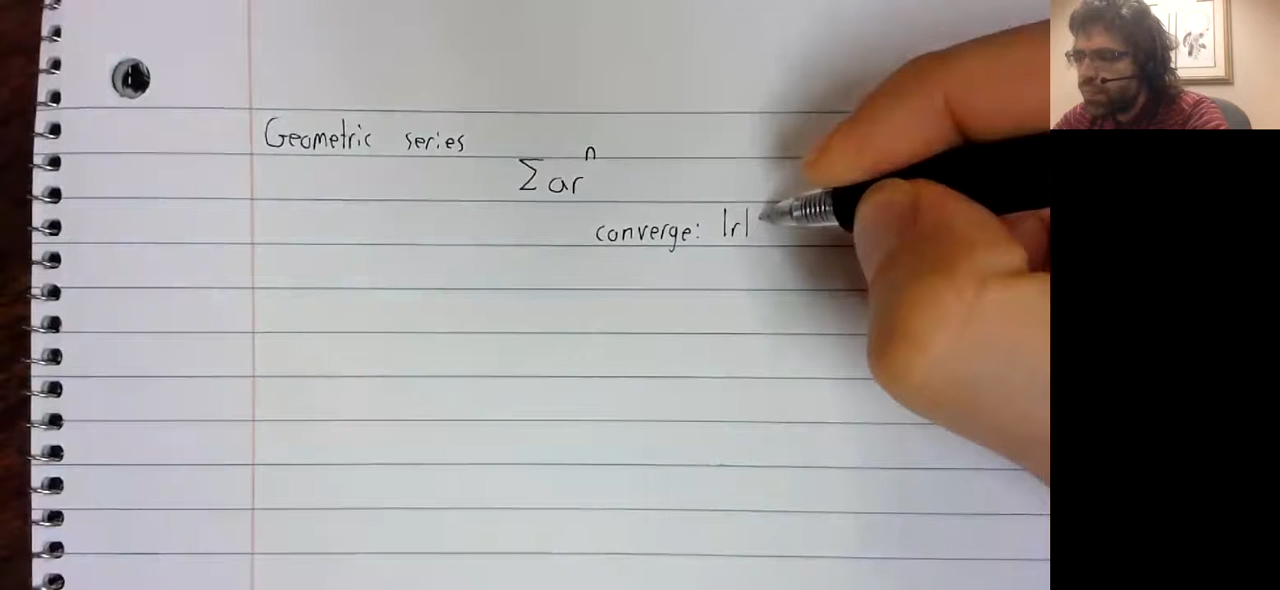 Geometric series
Σ ar^n
converge: |r|